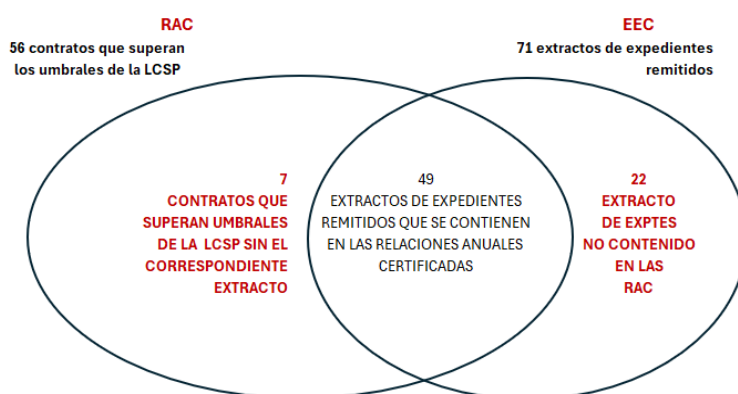 RAC
56 contratos que superan
los umbrales de la LCSP
EEC
71 extractos de expedientes
remitidos
7
CONTRATOS QUE
SUPERAN UMBRALES
DE LA LCSP SIN EL
CORRESPONDIENTE
EXTRACTO
49
EXTRACTOS DE EXPEDIENTES
REMITIDOS QUE SE CONTIENEN
EN LAS RELACIONES ANUALES
CERTIFICADAS
22
EXTRACTO
DE EXPTES
NO CONTENIDO
EN LAS
RAC